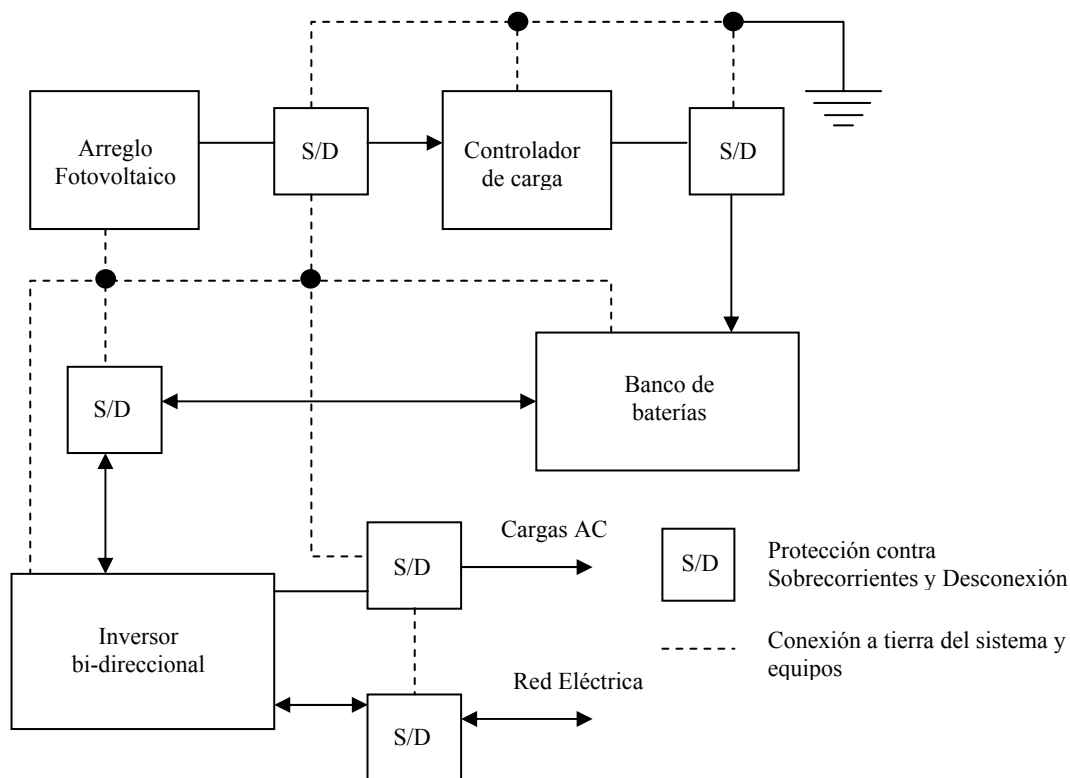 Arreglo
Fotovoltaico
S/D
Controlador
de carga
S/D
S/D
Banco de
baterías
Cargas AC
S/D
S/D
Protección contra
Sobrecorrientes y Desconexión
Inversor
bi-direccional
Conexión a tierra del sistema y
equipos
Red Eléctrica
S/D